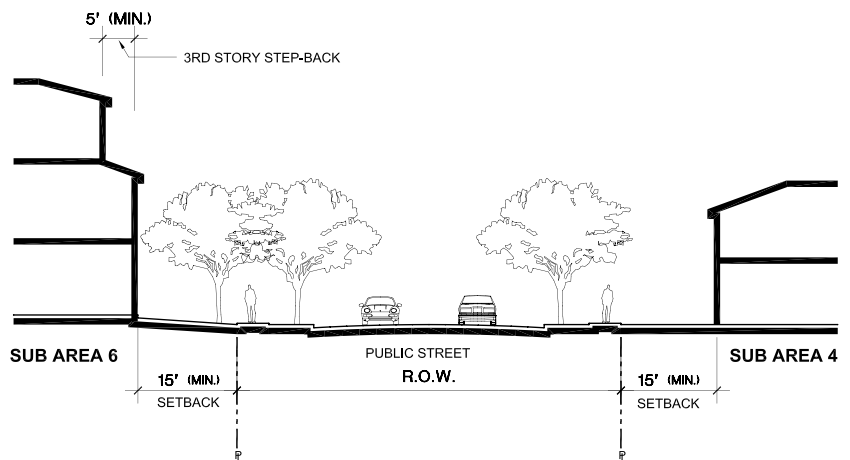 5' (MIN.)
3RD STORY STEP-BACK
SUB AREA 6
PUBLIC STREET
SUB AREA 4
15' (MIN.)
R.O.W.
15' (MIN.)
SETBACK
SETBACK
P
P